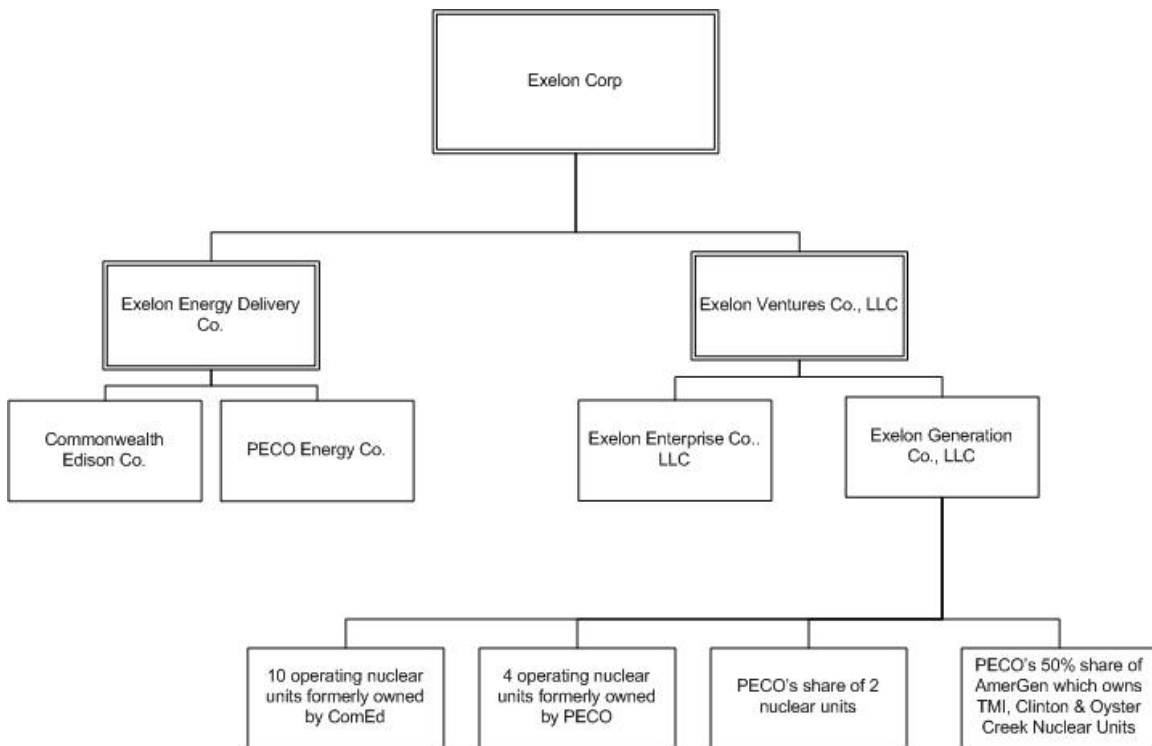 Exelon Corp
Exelon Energy Delivery
Co.
Exelon Ventures Co., LLC
Commonwealth
Edison Co.
PECO Energy Co.
Exelon Enterprise Co..
LLC
Exelon Generation
Co., LLC
10 operating nuclear
units formerly owned
by ComEd
4 operating nuclear
units formerly owned
by PECO
PECO's share of 2
nuclear units
PECO's 50% share of
AmerGen which owns
TMI, Clinton & Oyster
Creek Nuclear Units